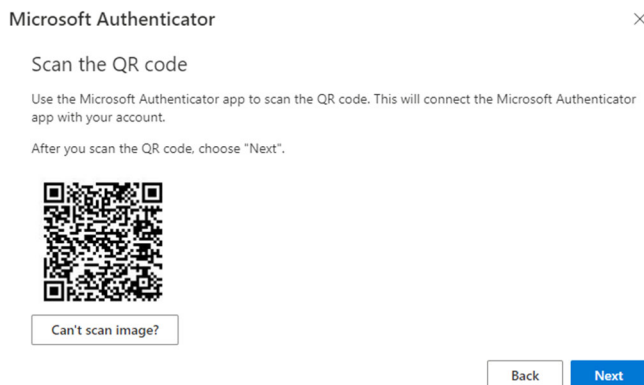 Microsoft Authenticator
Scan the QR code
Use the Microsoft Authenticator app to scan the QR code. This will connect the Microsoft Authenticator
app with your account.
After you scan the QR code, choose "Next".
Can't scan image?
Back
Next